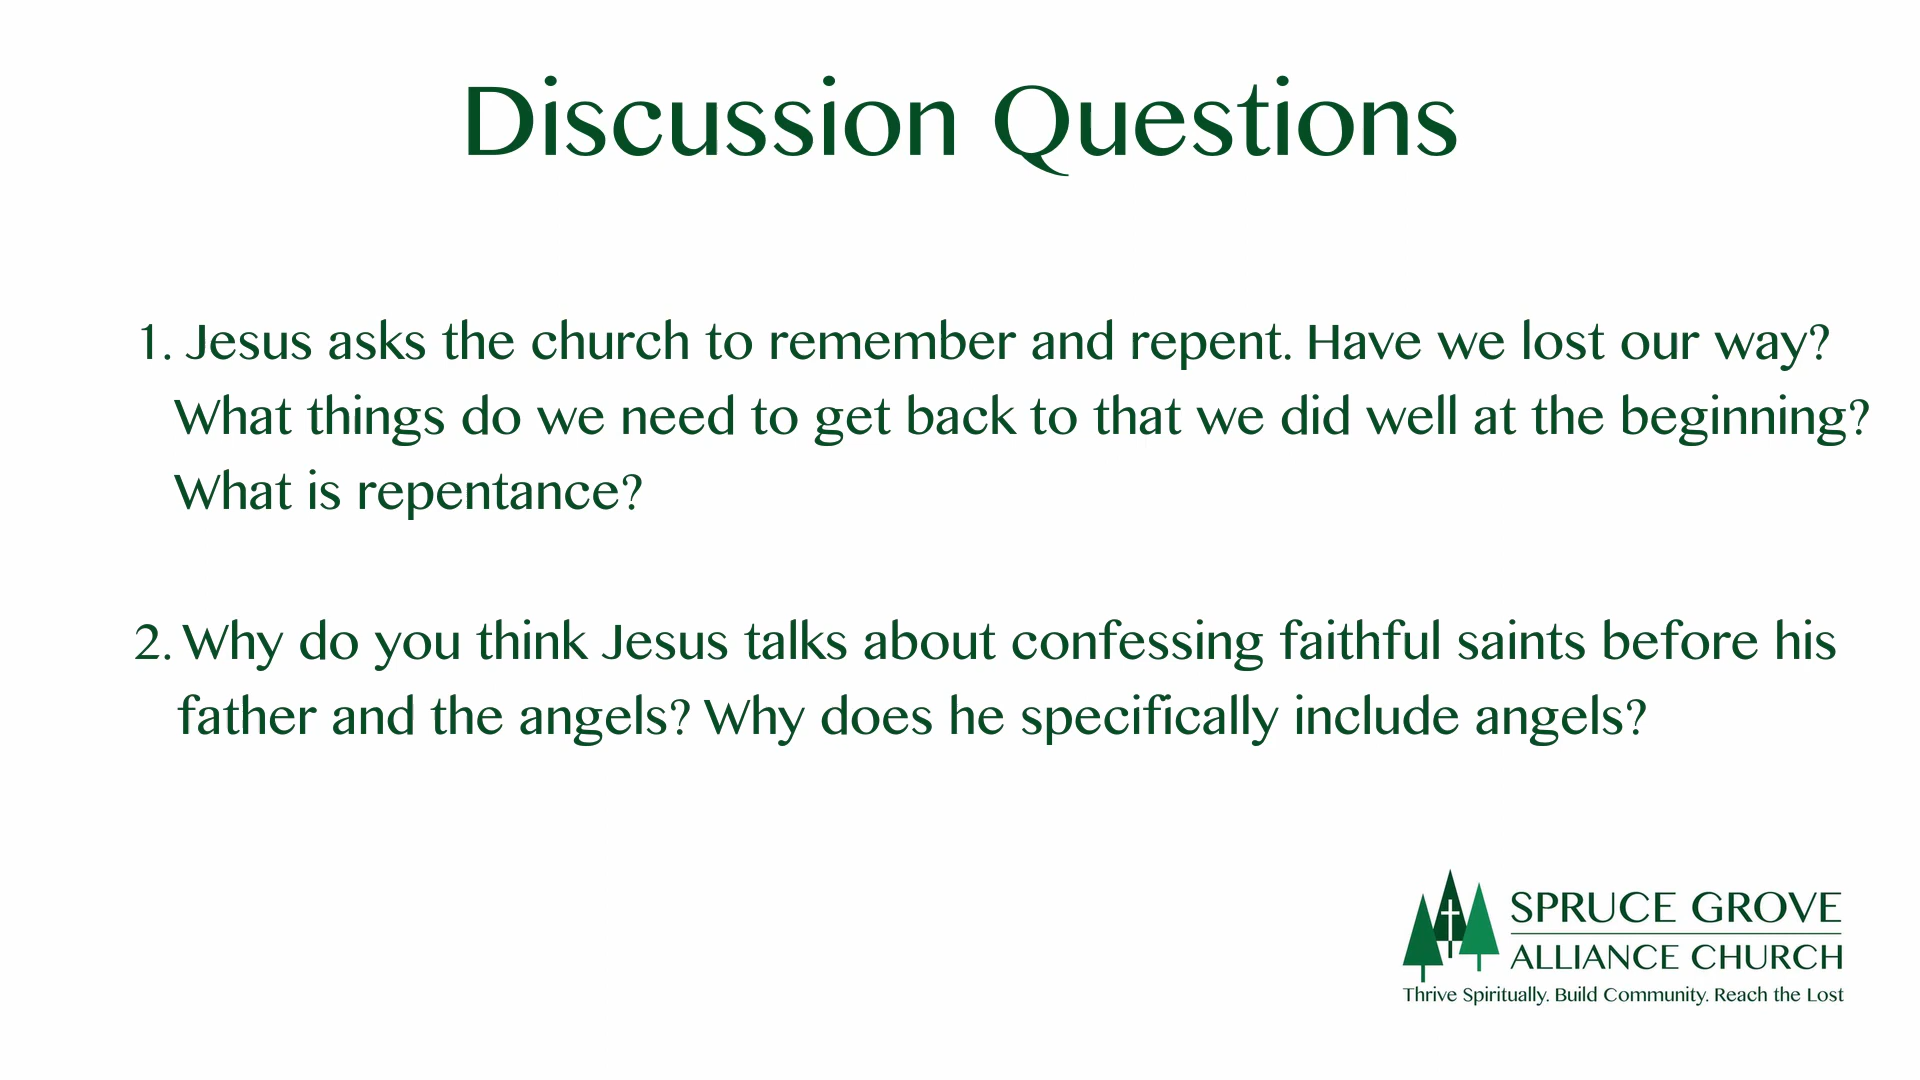 Discussion Questions
1. Jesus asks the church to remember and repent. Have we lost our way?
What things do we need to get back to that we did well at the beginning?
What is repentance?
2. Why do you think Jesus talks about confessing faithful saints before his
father and the angels? Why does he specifically include angels?
SPRUCE GROVE
ALLIANCE CHURCH
Thrive Spiritually. Build Community. Reach the Lost